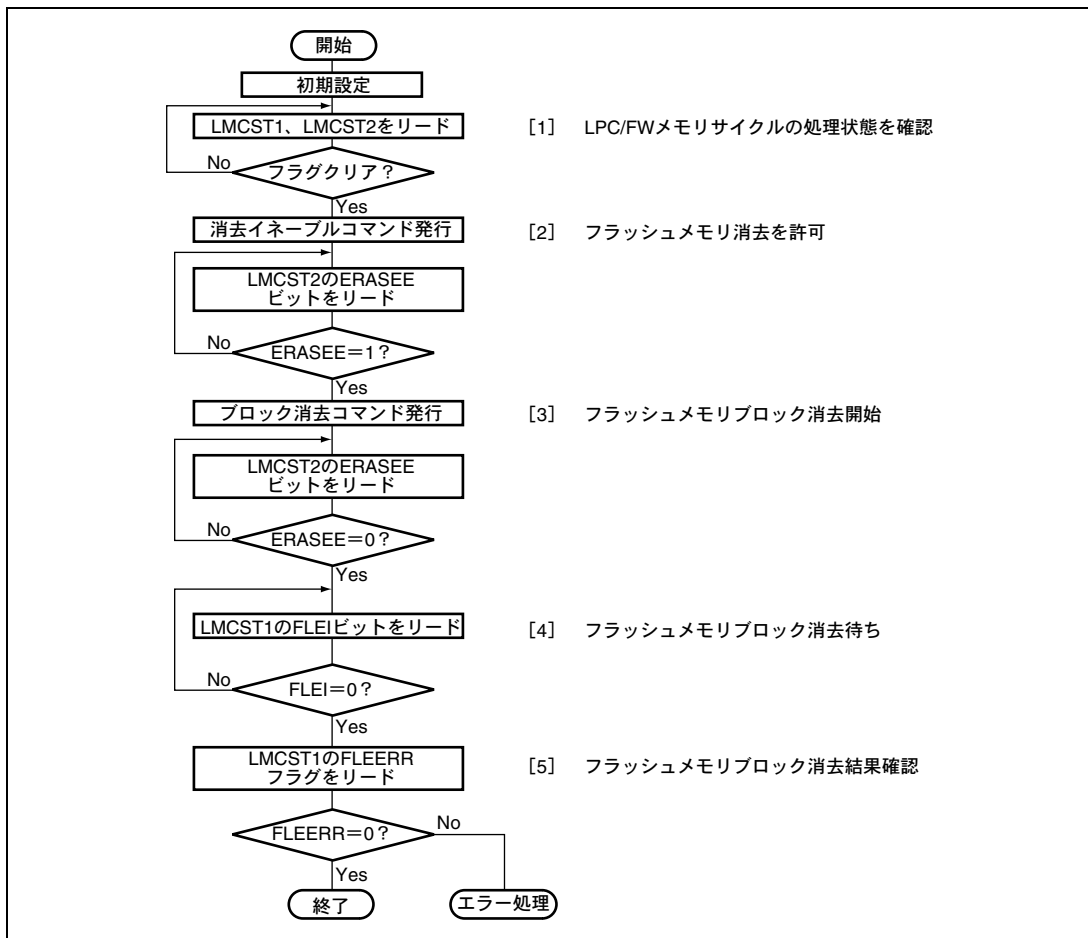 開始
初期設定
LMCST1、LMCST2をリード
[1] LPC/FWメモリサイクルの処理状態を確認
No
フラグクリア？
Yes
消去イネーブルコマンド発行
[2] フラッシュメモリ消去を許可
LMCST2のERASEE
ビットをリード
No
ERASEE＝1？
Yes
ブロック消去コマンド発行
[3] フラッシュメモリブロック消去開始
LMCST2のERASEE
ビットをリード
No
ERASEE＝0？
Yes
LMCST1のFLEIビットをリード
[4] フラッシュメモリブロック消去待ち
No
FLEI＝0？
Yes
LMCST1のFLEERR
フラグをリード
[5] フラッシュメモリブロック消去結果確認
FLEERR＝0？
No
Yes
終了
エラー処理